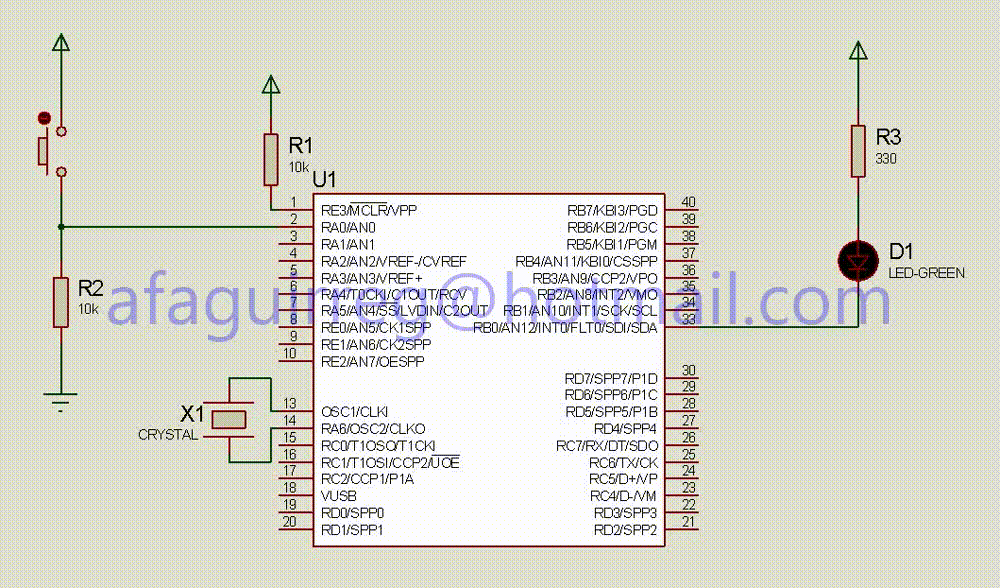 R1
10k
U1
R2
10k
X1
CRYSTAL
1 RE3/MCLR/VPP
2 RA0/AN0
3 RA1/AN1
4 RA2/AN2/VREF-/CVREF
5 RA3/AN3/VREF+
6 RA4/T0CKI/C1OUT/RCV
7 RA5/AN4/SS/LVDIN/C2OUT
8 RE0/AN5/CK1SPP
9 RE1/AN6/CK2SPP
10 RE2/AN7/OESPP
13 OSC1/CLKI
14 RA6/OSC2/CLKO
15 RC0/T1OSO/T1CKI
16 RC1/T1OSI/CCP2/UOE
17 RC2/CCP1/P1A
18 VUSB
19 RD0/SPP0
20 RD1/SPP1
RB7/KBI3/PGD 40
RB6/KBI2/PGC 39
RB5/KBI1/PGM 38
RB4/AN11/KBI0/CSSPP 37
RB3/AN9/CCP2/VPO 36
RB2/AN8/INT2/VMO 35
RB1/AN10/INT1/SCK/SCL 34
RB0/AN12/INT0/FLT0/SDI/SDA 33
RD7/SPP7/P1D 30
RD6/SPP6/P1C 29
RD5/SPP5/P1B 28
RD4/SPP4 27
RC7/RX/DT/SDO 26
RC6/TX/CK 25
RC5/D+/VP 24
RC4/D-/VM 23
RD3/SPP3 22
RD2/SPP2 21
R3
330
D1
LED-GREEN
afaguimeg@hotmail.com